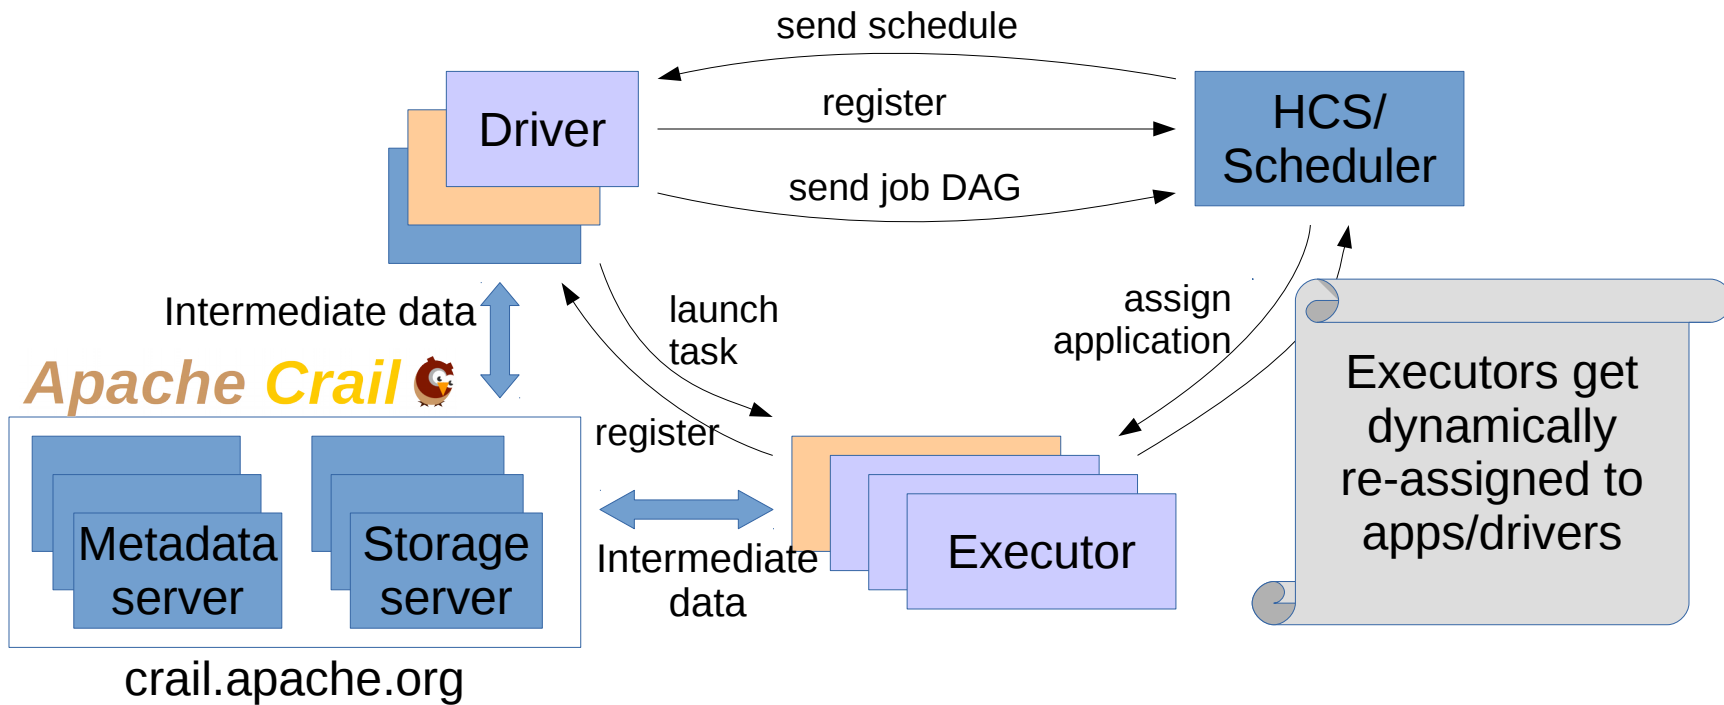 send schedule
Driver
register
HCS/
Scheduler
send job DAG
Intermediate data
launch
task
assign
application
Apache Crail
register
Executors get
dynamically
re-assigned to
apps/drivers
Metadata
server
Storage
server
Intermediate
data
Executor
crail.apache.org